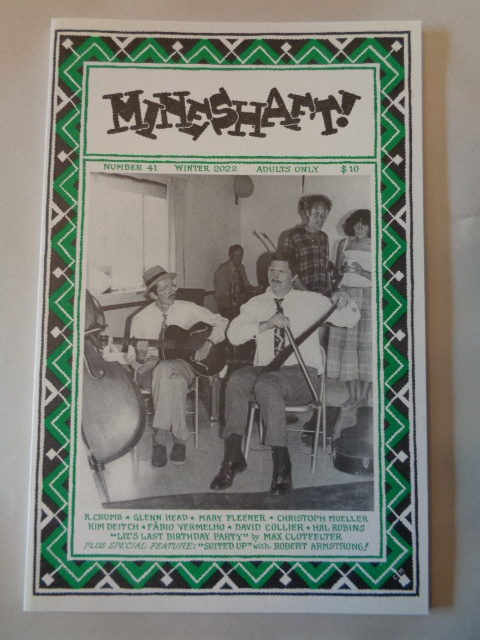 MINESHAFT!
NUMBER 41 WINTER 2022 ADULTS ONLY $10
R. CRUMB ★ GLENN HEAD ★ MARY FLEENER ★ CHRISTOPH MUELLER
KIM DEITCH ★ FÁBIO VERMELHO ★ DAVID COLLIER ★ HAL ROBINS
"LIZ'S LAST BIRTHDAY PARTY" by MAX CLOTFELTER
PLUS SPECIAL FEATURE: "SUITED UP" with ROBERT ARMSTRONG!